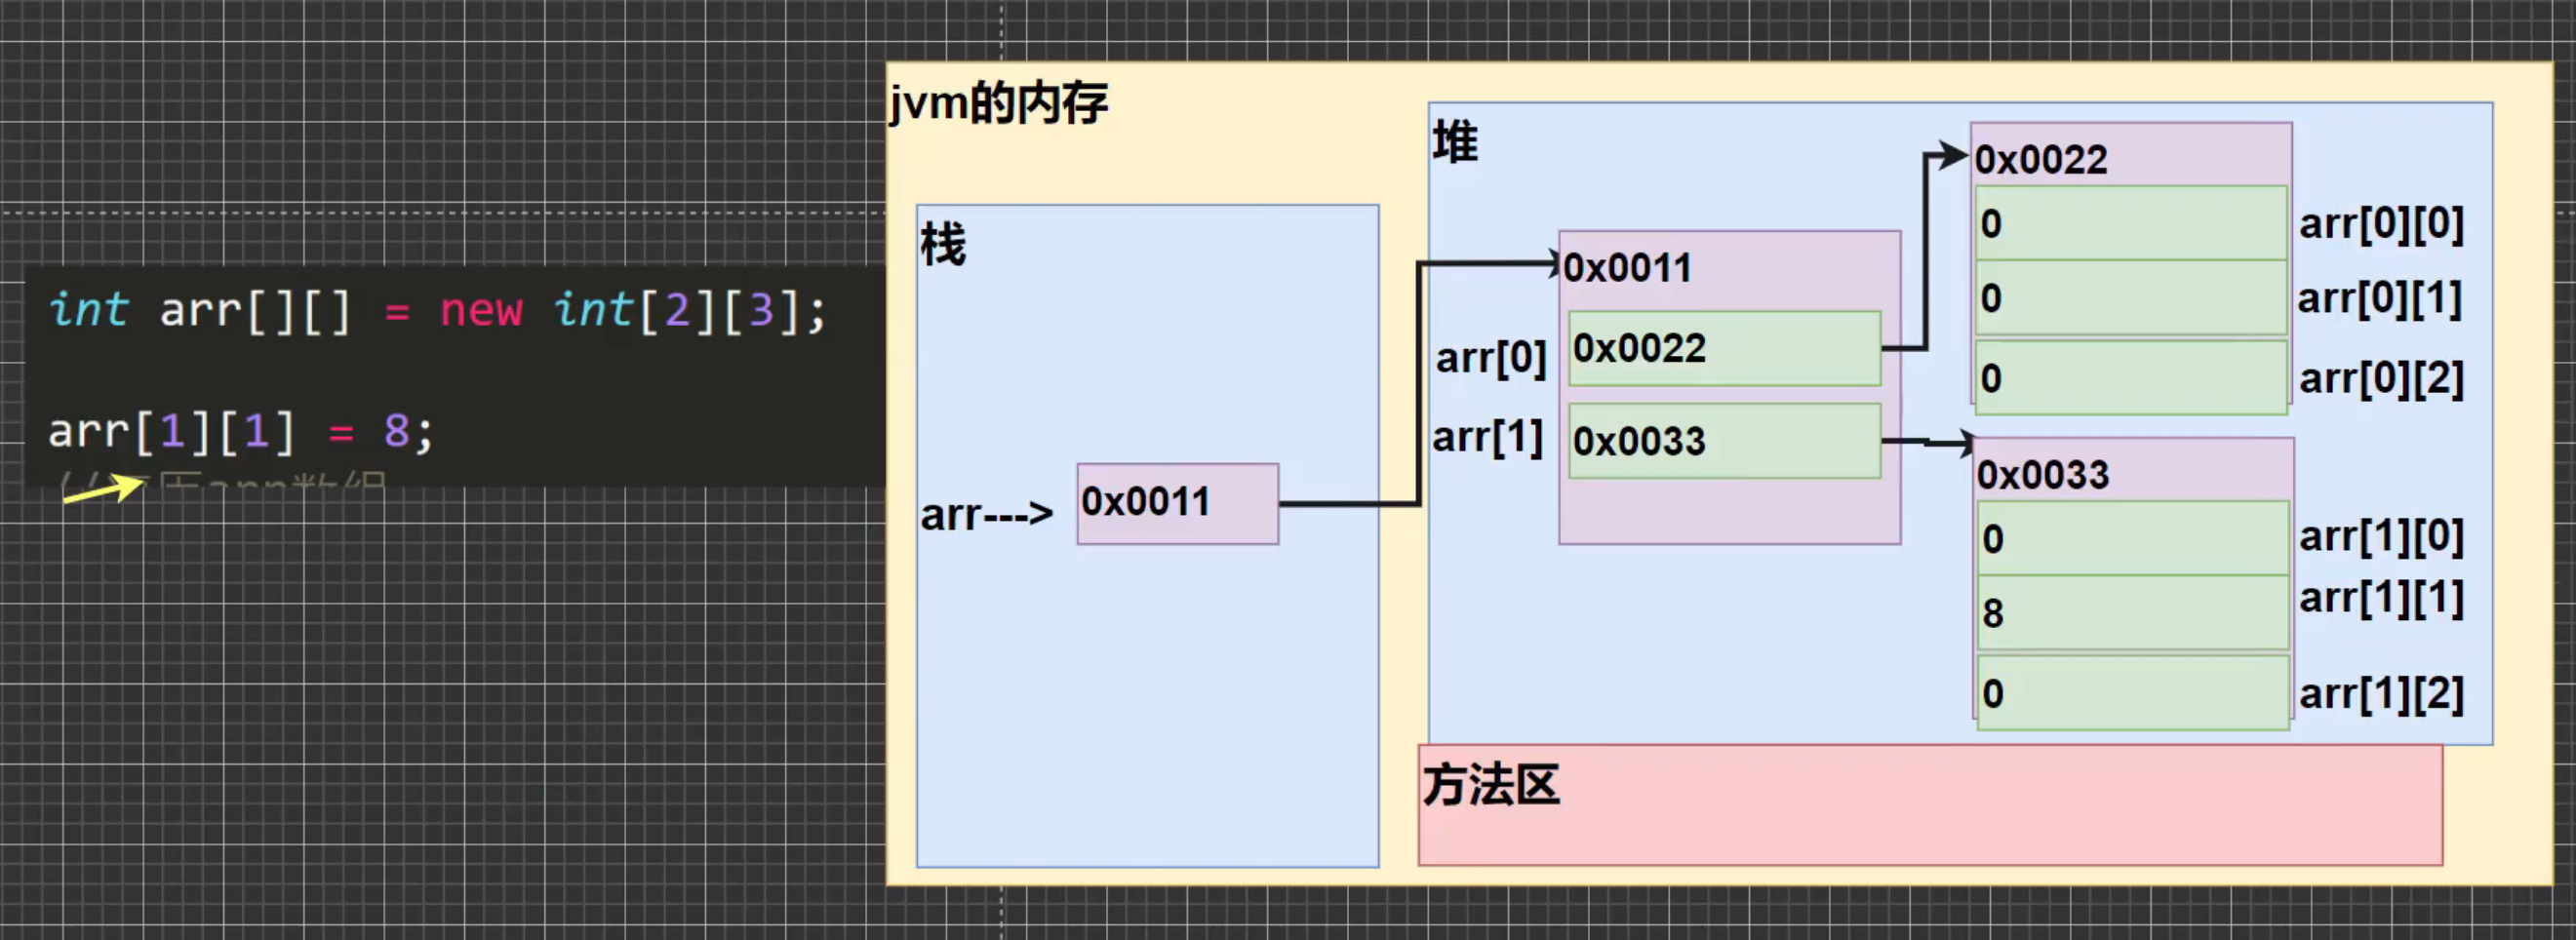 int arr[][] = new int[2][3];
arr[1][1] = 8;
jvm的内存
栈
arr--->
0x0011
堆
0x0011
arr[0]
0x0022
arr[1]
0x0033
0x0022
0
arr[0][0]
0
arr[0][1]
0
arr[0][2]
0x0033
0
arr[1][0]
8
arr[1][1]
0
arr[1][2]
方法区